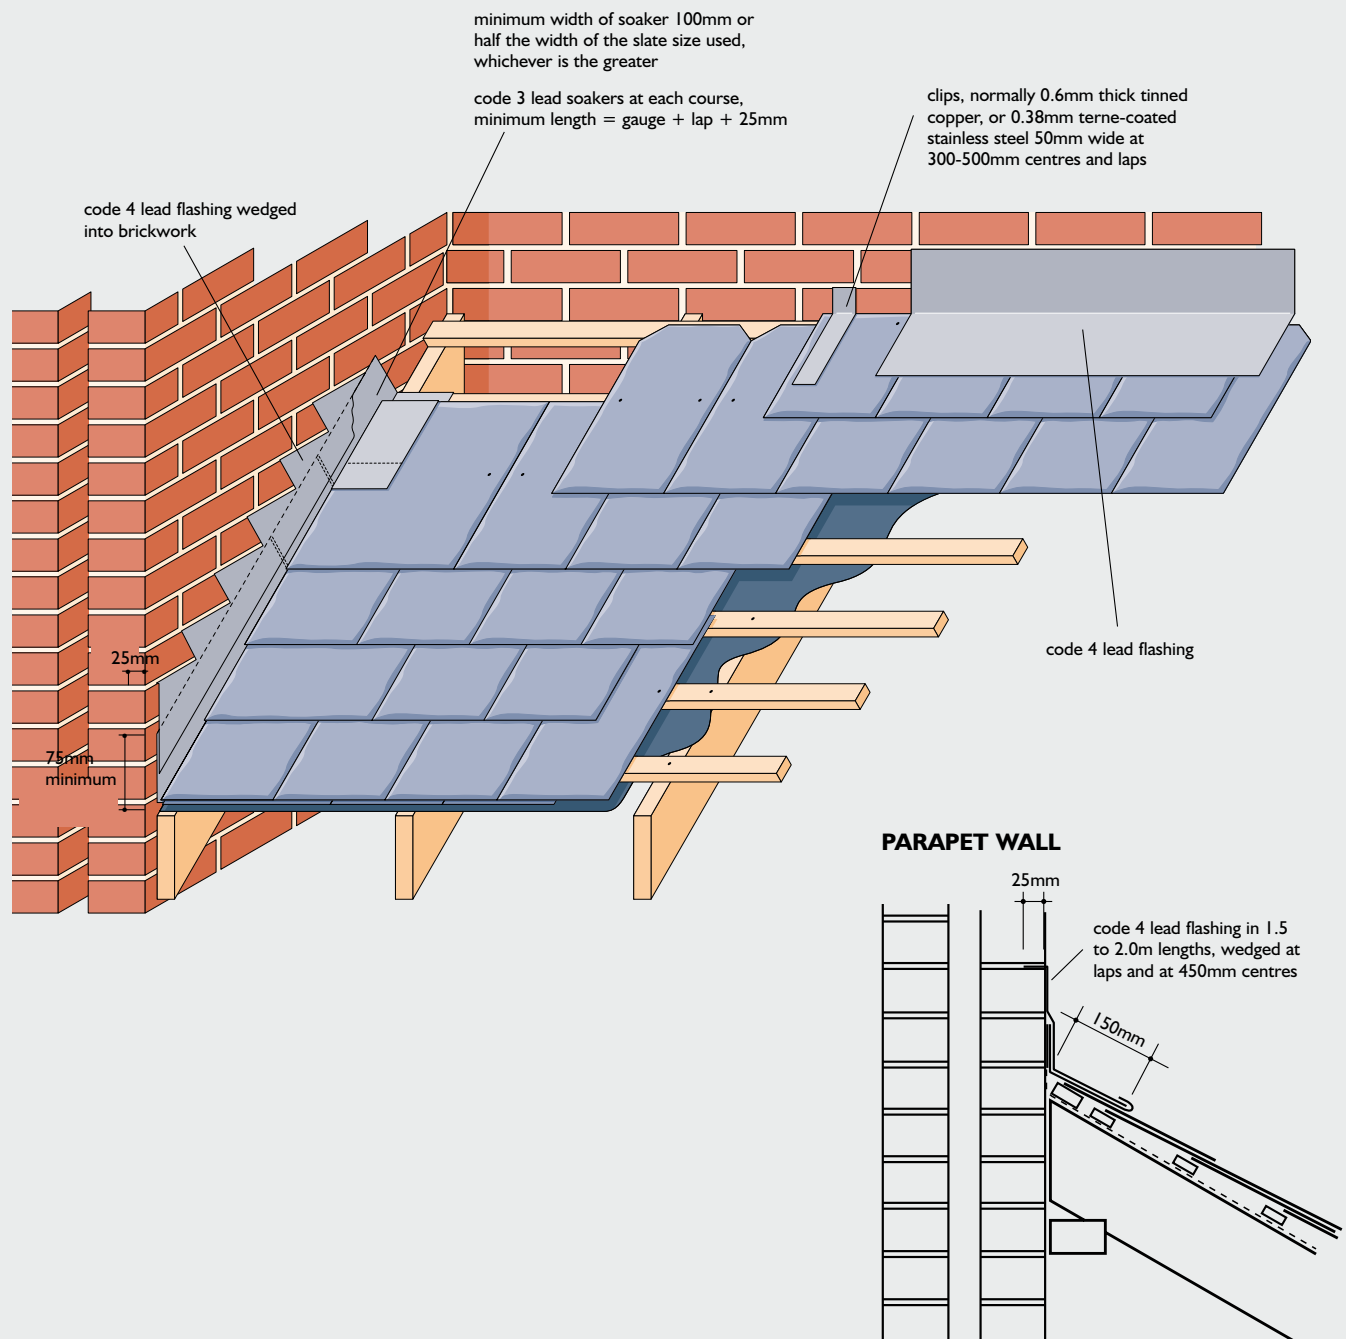 minimum width of soaker 100mm or
half the width of the slate size used,
whichever is the greater
code 3 lead soakers at each course,
minimum length = gauge + lap + 25mm
clips, normally 0.6mm thick tinned
copper, or 0.38mm terne-coated
stainless steel 50mm wide at
300-500mm centres and laps
code 4 lead flashing wedged
into brickwork
code 4 lead flashing
25mm
75mm
minimum
PARAPET WALL
25mm
code 4 lead flashing in 1.5
to 2.0m lengths, wedged at
laps and at 450mm centres
150mm